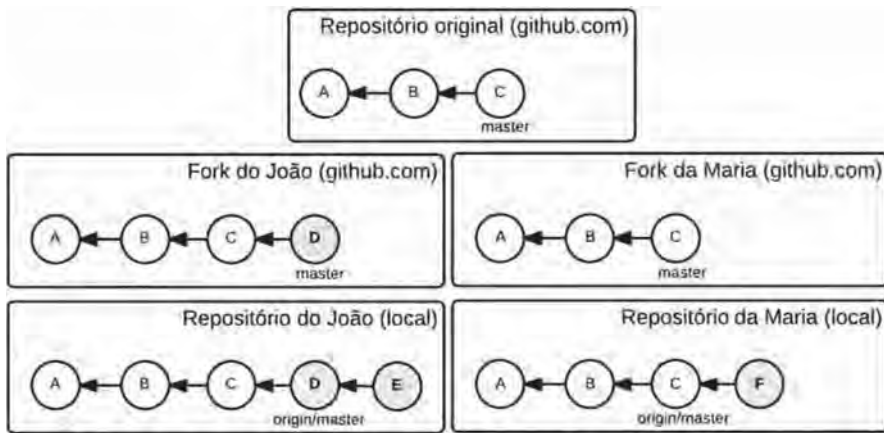 Repositório original (github.com)
A B C
master
Fork do João (github.com)
A B C D
master
Fork da Maria (github.com)
A B C
master
Repositório do João (local)
A B C D E
origin/master
Repositório da Maria (local)
A B C F
origin/master